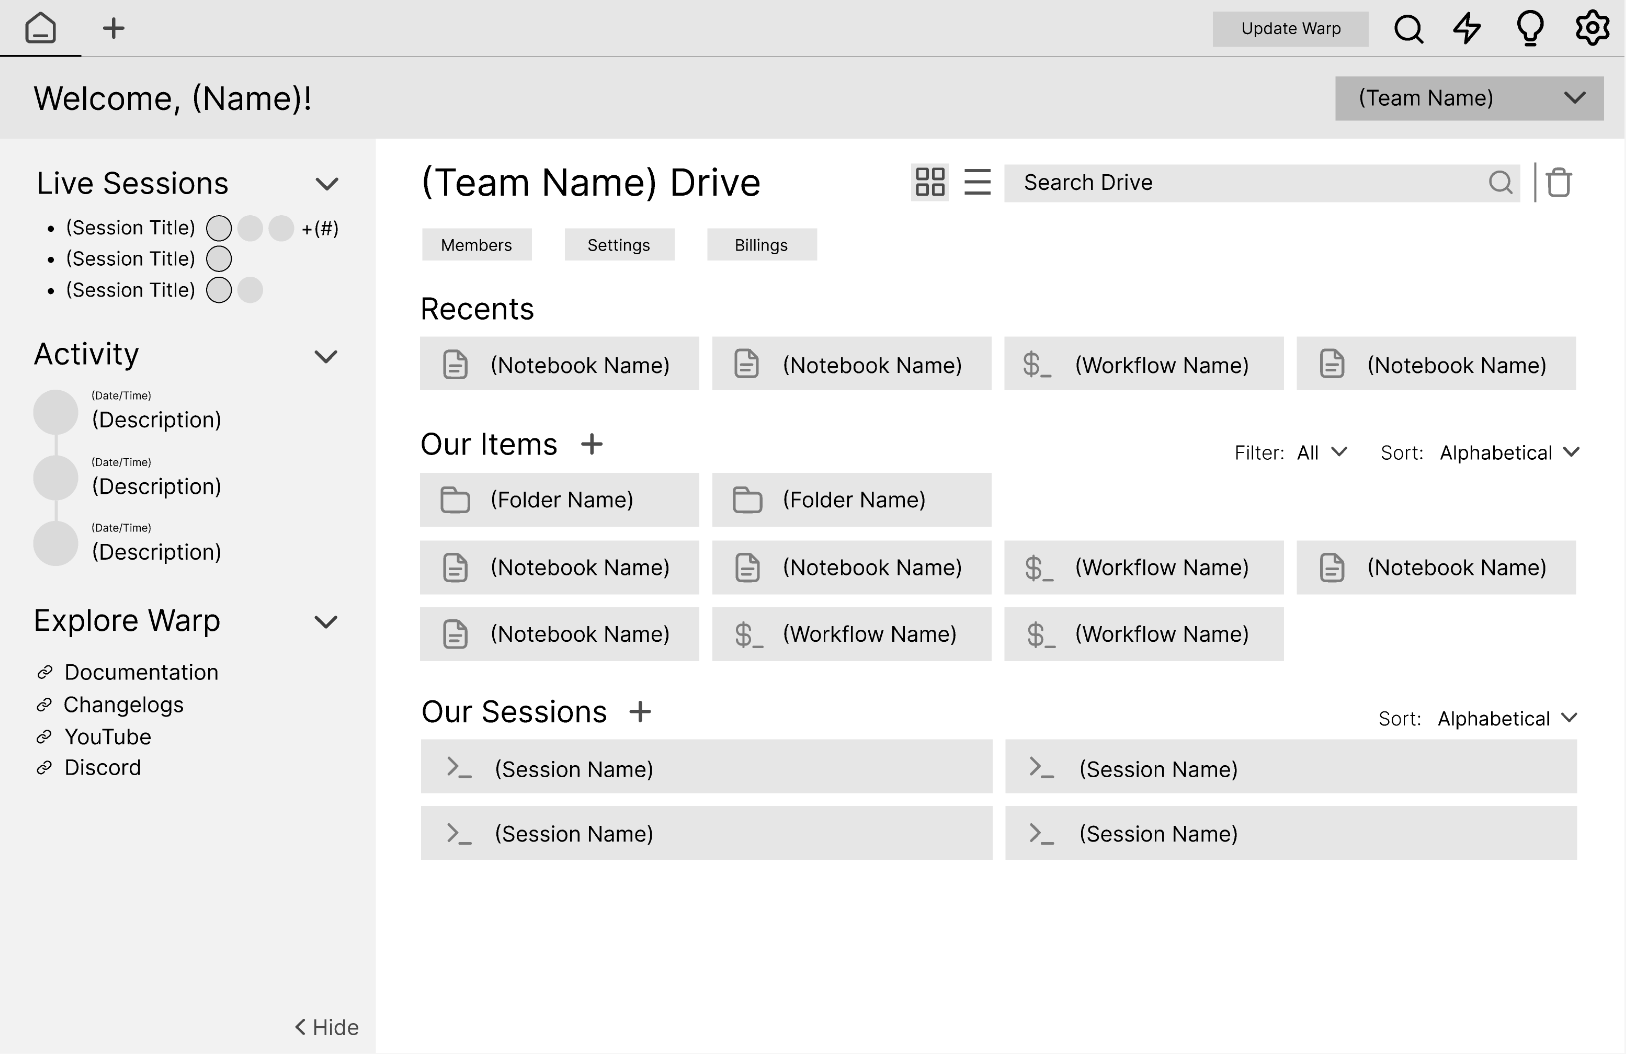 Update Warp
Welcome, (Name)!
(Team Name)
Live Sessions
(Session Title) +(#)
(Session Title)
(Session Title)
Activity
(Date/Time)
(Description)
(Date/Time)
(Description)
(Date/Time)
(Description)
Explore Warp
Documentation
Changelogs
YouTube
Discord
< Hide
(Team Name) Drive
Search Drive
Members Settings Billings
Recents
(Notebook Name) (Notebook Name) $_ (Workflow Name) (Notebook Name)
Our Items +
Filter: All Sort: Alphabetical
(Folder Name) (Folder Name)
(Notebook Name) (Notebook Name) $_ (Workflow Name) (Notebook Name)
(Notebook Name) $_ (Workflow Name) $_ (Workflow Name)
Our Sessions +
Sort: Alphabetical
>_ (Session Name) >_ (Session Name)
>_ (Session Name) >_ (Session Name)